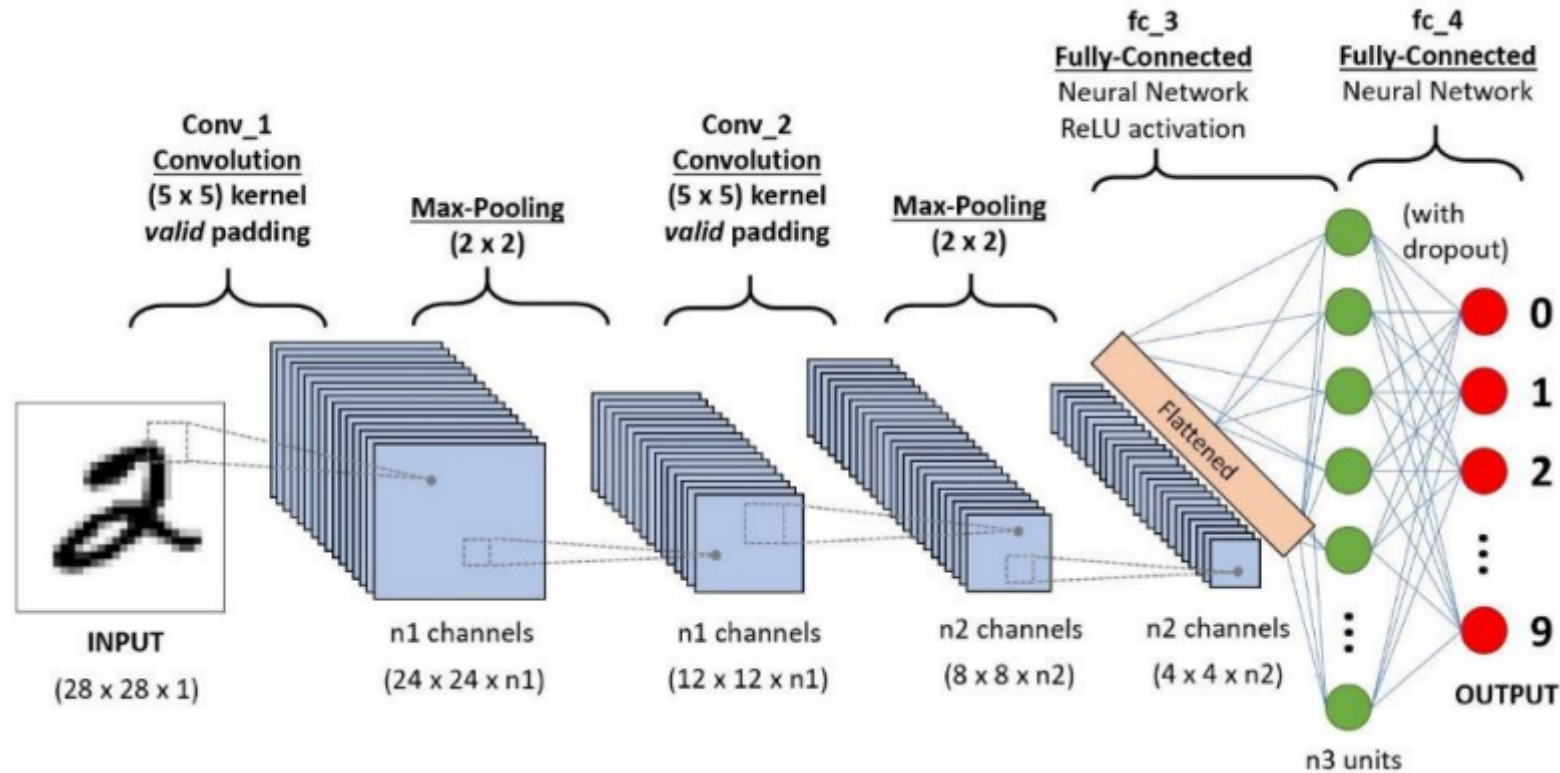 Conv_1
Convolution
(5 x 5) kernel
valid padding
Max-Pooling
(2 x 2)
Conv_2
Convolution
(5 x 5) kernel
valid padding
Max-Pooling
(2 x 2)
fc_3
Fully-Connected
Neural Network
ReLU activation
fc_4
Fully-Connected
Neural Network
(with
dropout)
2
Flattened
0
1
2
9
INPUT
(28 x 28 x 1)
n1 channels
(24 x 24 x n1)
n1 channels
(12 x 12 x n1)
n2 channels
(8 x 8 x n2)
n2 channels
(4 x 4 x n2)
n3 units
OUTPUT